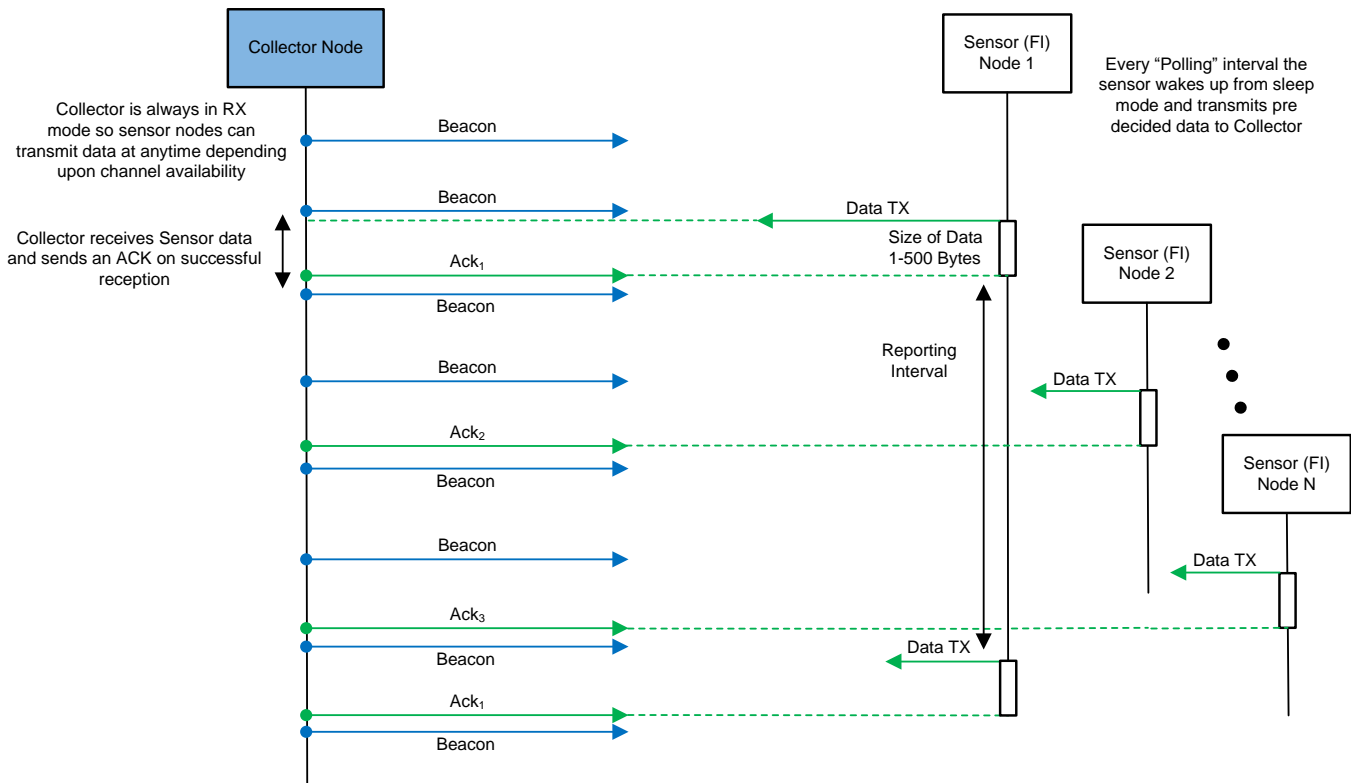 Collector Node
Sensor (FI)
Node 1
Every “Polling” interval the
sensor wakes up from sleep
mode and transmits pre
decided data to Collector
Collector is always in RX
mode so sensor nodes can
transmit data at anytime depending
upon channel availability
Beacon
Beacon
Data TX
Collector receives Sensor data
and sends an ACK on successful
reception
Size of Data
1-500 Bytes
Sensor (FI)
Node 2
Ack₁
Beacon
Reporting
Interval
Beacon
Data TX
Ack₂
Beacon
Sensor (FI)
Node N
Beacon
Data TX
Ack₃
Beacon
Data TX
Ack₁
Beacon